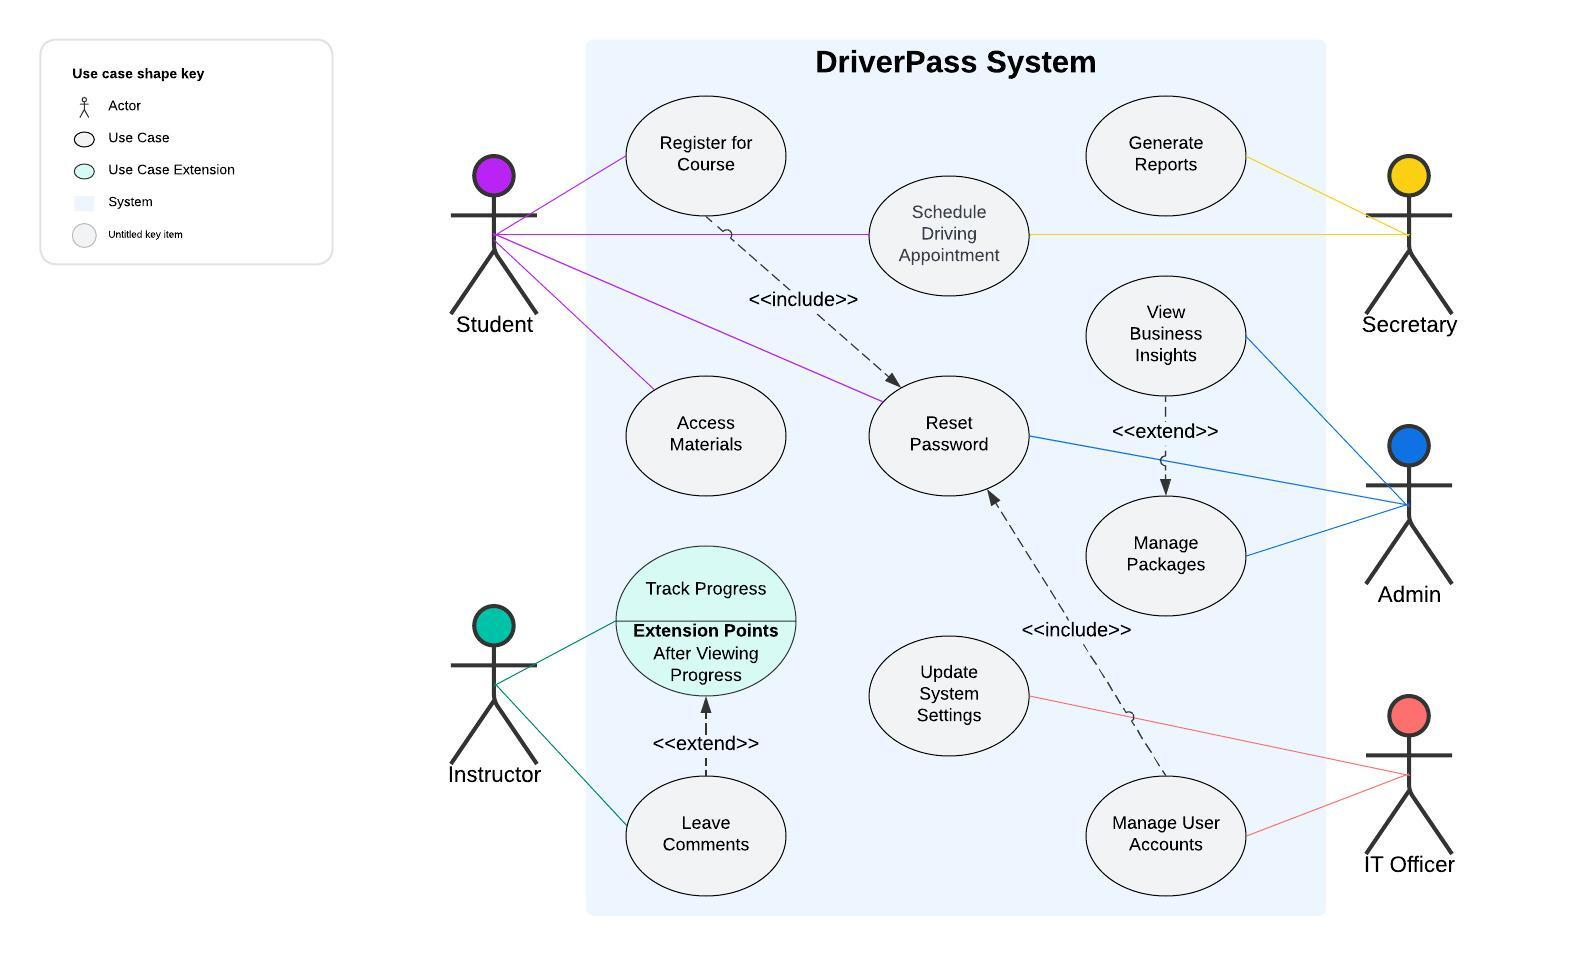 DriverPass System
Use case shape key
Actor
Use Case
Use Case Extension
System
Untitled key item
Register for
Course
Generate
Reports
Schedule
Driving
Appointment
<<include>>
Student
Secretary
View
Business
Insights
Access
Materials
Reset
Password
<<extend>>
Manage
Packages
Admin
Track Progress
Extension Points
After Viewing
Progress
<<include>>
Update
System
Settings
<<extend>>
Instructor
Leave
Comments
Manage User
Accounts
IT Officer